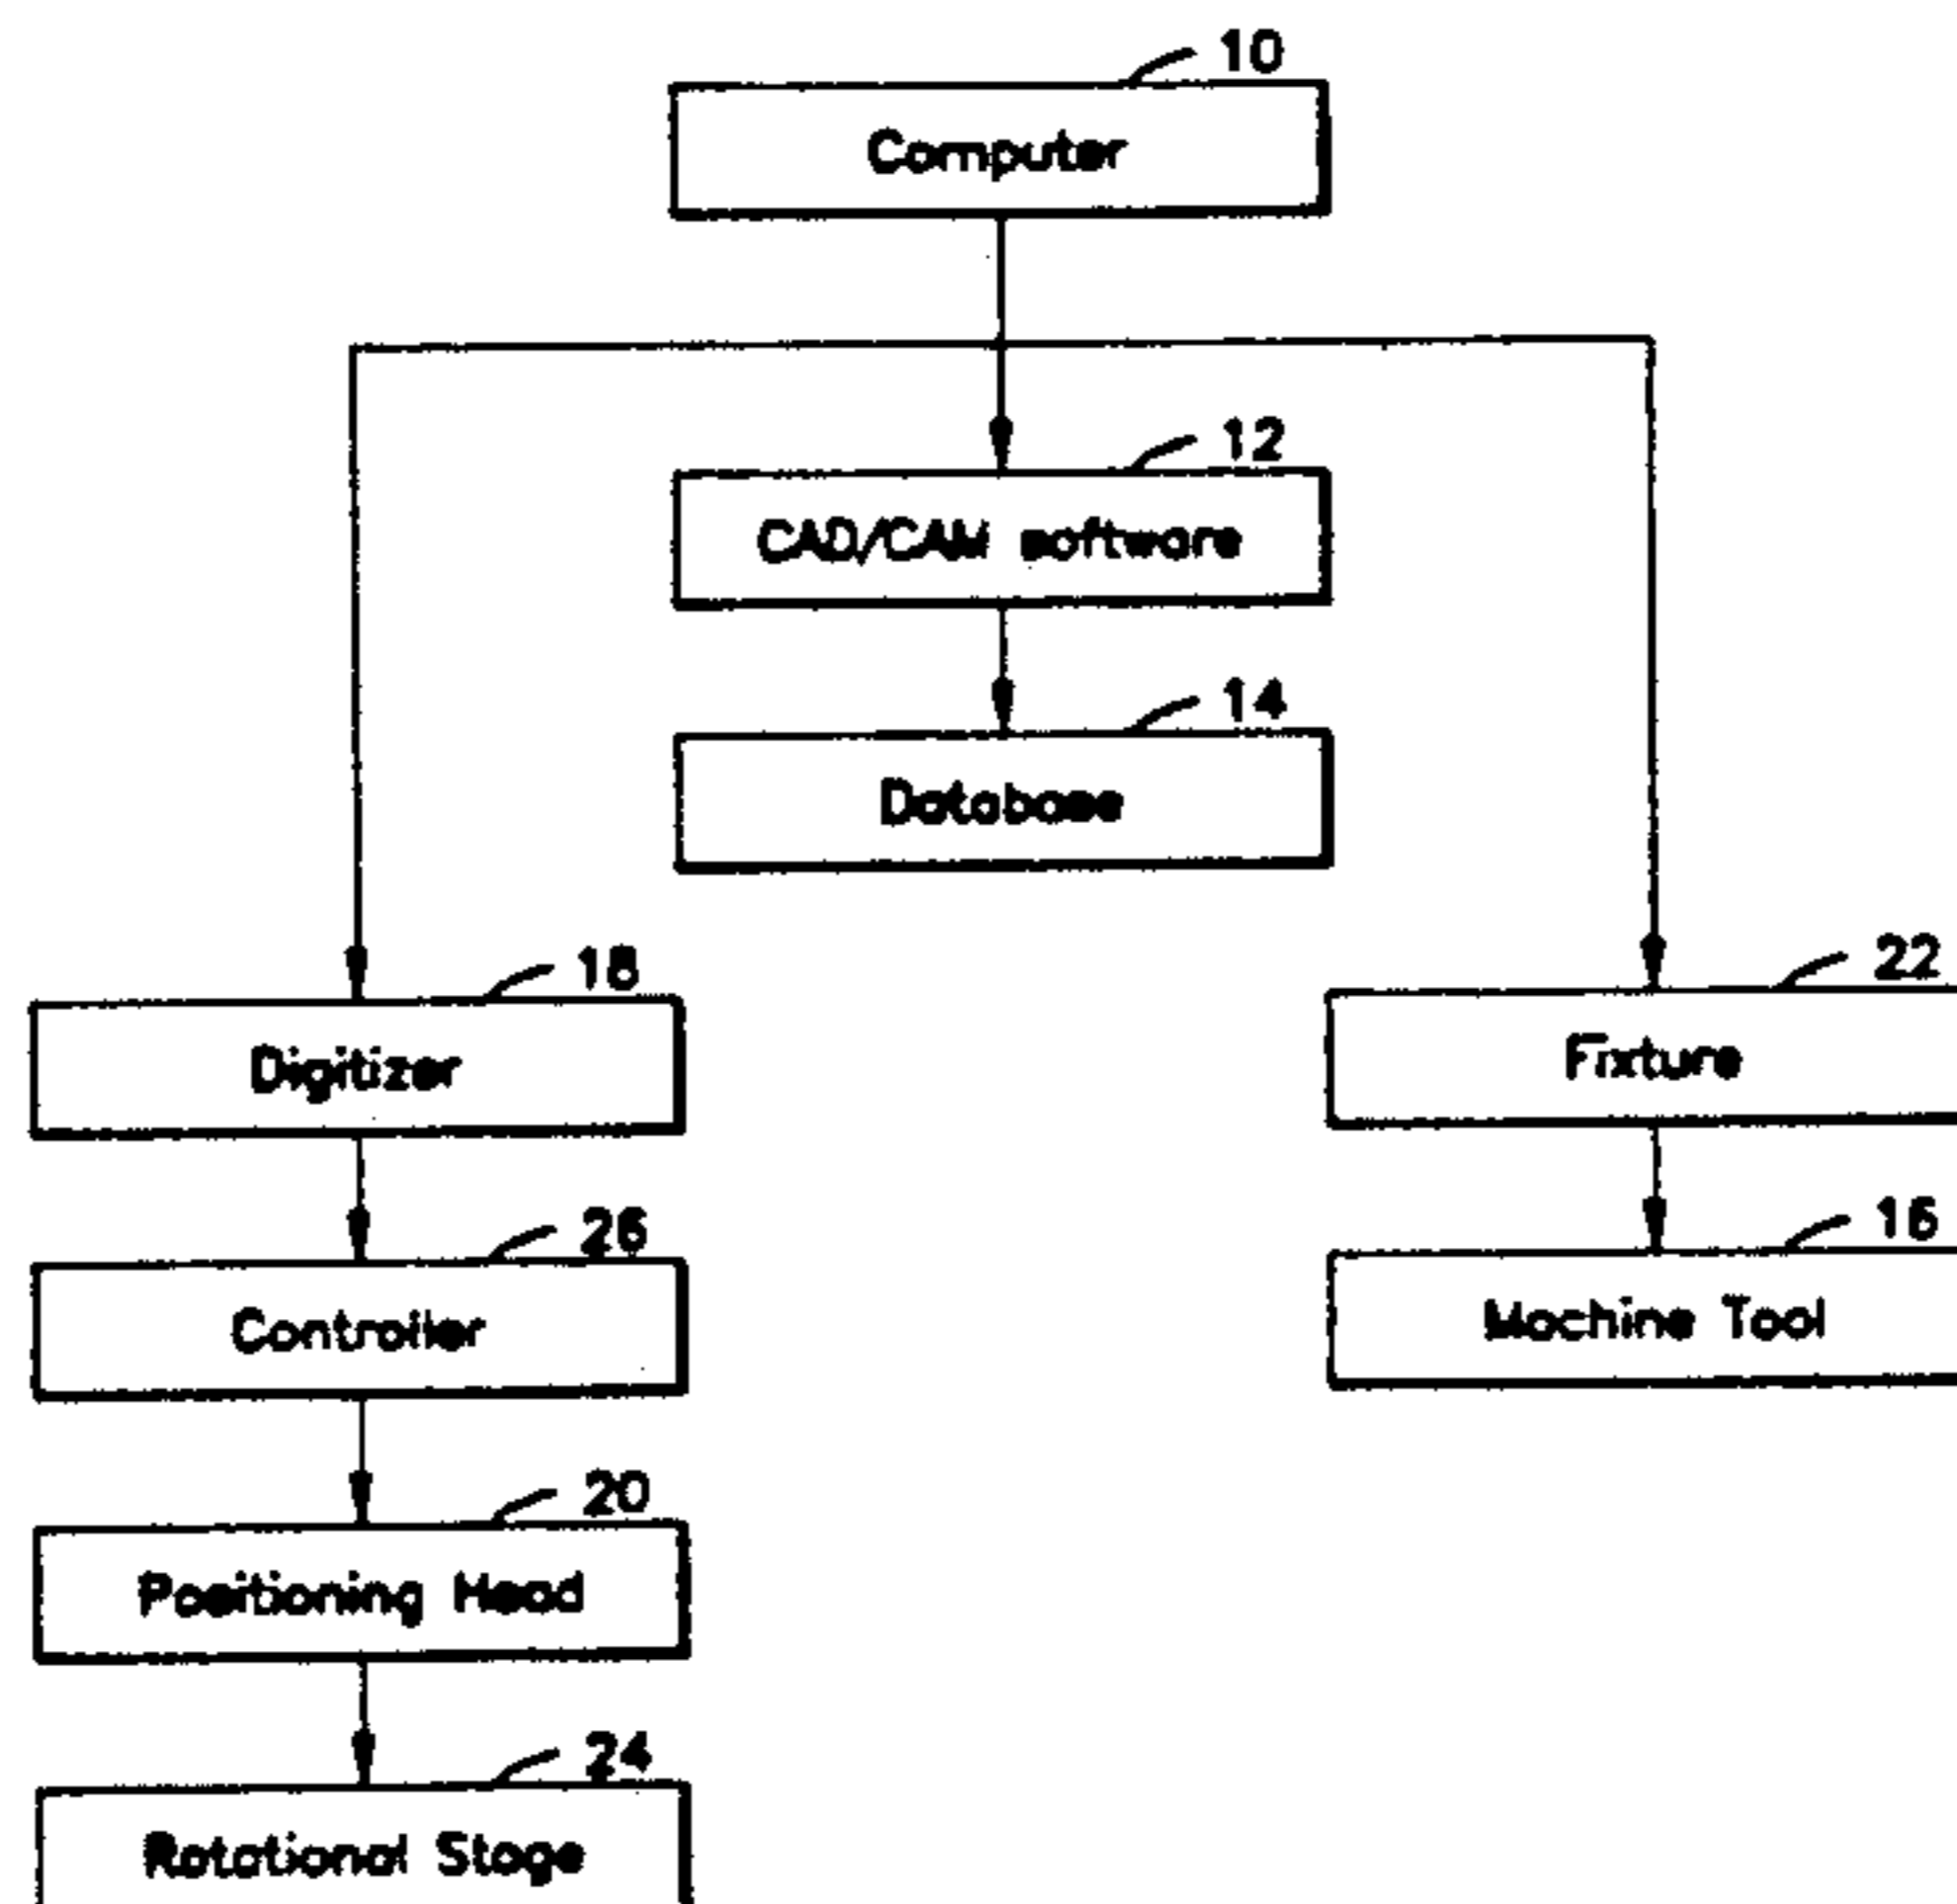 10
Computer
12
CAD/CAM software
14
Database
18
Digitizer
22
Fixture
26
Controller
16
Machine Tool
20
Positioning Head
24
Rotational Stage